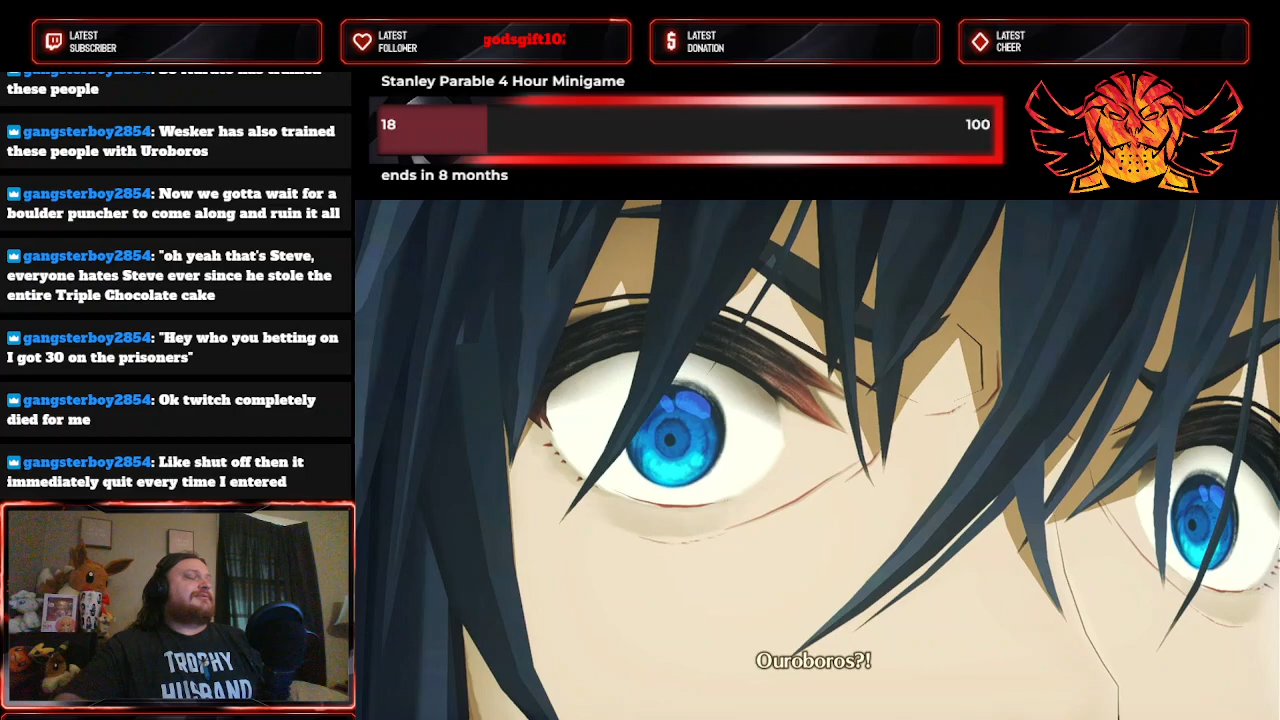 LATEST
SUBSCRIBER
LATEST
FOLLOWER
godsgift10
LATEST
DONATION
LATEST
CHEER
these people
gangsterboy2854: Wesker has also trained
these people with Uroboros
gangsterboy2854: Now we gotta wait for a
boulder puncher to come along and ruin it all
gangsterboy2854: "oh yeah that's Steve,
everyone hates Steve ever since he stole the
entire Triple Chocolate cake
gangsterboy2854: "Hey who you betting on
I got 30 on the prisoners"
gangsterboy2854: Ok twitch completely
died for me
gangsterboy2854: Like shut off then it
immediately quit every time I entered
Stanley Parable 4 Hour Minigame
18
100
ends in 8 months
Ouroboros?!
TROPHY
HUSBAND